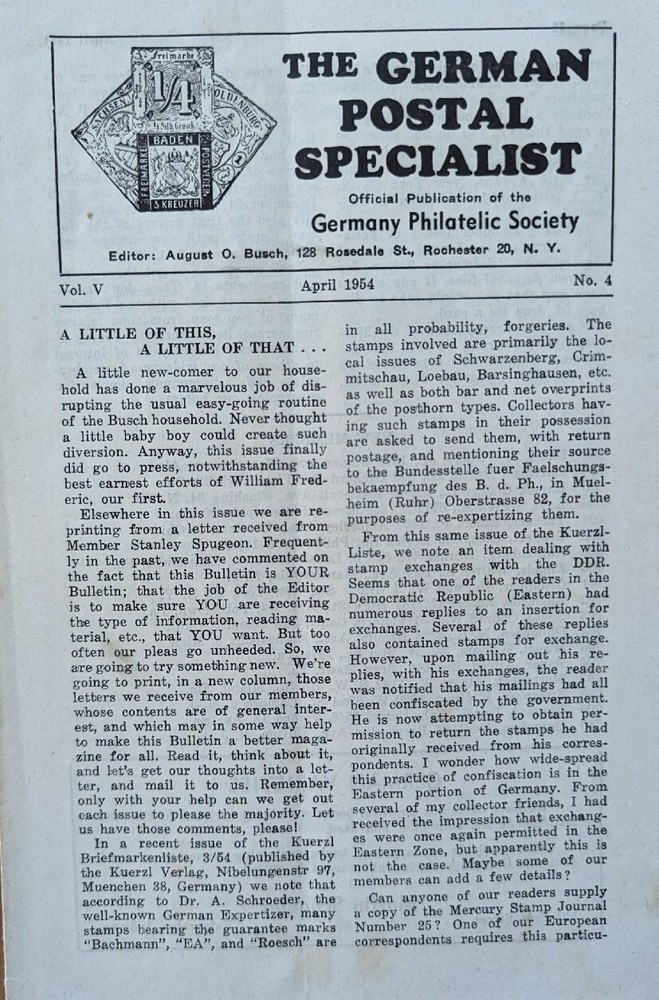 Freimarke
1/4
SACHSEN
OLDENBURG
BADEN
FREIMARKE
POSTVEREIN
3 KREUZER
THE GERMAN
POSTAL
SPECIALIST
Official Publication of the
Germany Philatelic Society
Editor: August O. Busch, 128 Rosedale St., Rochester 20, N. Y.
Vol. V April 1954 No. 4
A LITTLE OF THIS,
A LITTLE OF THAT . . .
A little new-comer to our house-
hold has done a marvelous job of dis-
rupting the usual easy-going routine
of the Busch household. Never thought
a little baby boy could create such
diversion. Anyway, this issue finally
did go to press, notwithstanding the
best earnest efforts of William Fred-
eric, our first.
Elsewhere in this issue we are re-
printing from a letter received from
Member Stanley Spugeon. Frequent-
ly in the past, we have commented on
the fact that this Bulletin is YOUR
Bulletin; that the job of the Editor
is to make sure YOU are receiving
the type of information, reading ma-
terial, etc., that YOU want. But too
often our pleas go unheeded. So, we
are going to try something new. We're
going to print, in a new column, those
letters we receive from our members,
whose contents are of general inter-
est, and which may in some way help
to make this Bulletin a better maga-
zine for all. Read it, think about it,
and let's get our thoughts into a let-
ter, and mail it to us. Remember,
only with your help can we get out
each issue to please the majority. Let
us have those comments, please!
In a recent issue of the Kuerzl
Briefmarkenliste, 3/54 (published by
the Kuerzl Verlag, Nibelungenstr 97,
Muenchen 38, Germany) we note that
according to Dr. A. Schroeder, the
well-known German Expertizer, many
stamps bearing the guarantee marks
"Bachmann", "EA", and "Roesch" are
in all probability, forgeries. The
stamps involved are primarily the lo-
cal issues of Schwarzenberg, Crim-
mitschau, Loebau, Barsinghausen, etc.
as well as both bar and net overprints
of the posthorn types. Collectors hav-
ing such stamps in their possession
are asked to send them, with return
postage, and mentioning their source
to the Bundesstelle fuer Faelschungs-
bekaempfung des B. d. Ph., in Muel-
heim (Ruhr) Oberstrasse 82, for the
purposes of re-expertizing them.
From this same issue of the Kuerzl-
Liste, we note an item dealing with
stamp exchanges with the DDR.
Seems that one of the readers in the
Democratic Republic (Eastern) had
numerous replies to an insertion for
exchanges. Several of these replies
also contained stamps for exchange.
However, upon mailing out his re-
plies, with his exchanges, the reader
was notified that his mailings had all
been confiscated by the government.
He is now attempting to obtain per-
mission to return the stamps he had
originally received from his corres-
pondents. I wonder how wide-spread
this practice of confiscation is in the
Eastern portion of Germany. From
several of my collector friends, I had
received the impression that exchang-
es were once again permitted in the
Eastern Zone, but apparently this is
not the case. Maybe some of our
members can add a few details?
Can anyone of our readers supply
a copy of the Mercury Stamp Journal
Number 25? One of our European
correspondents requires this particu-